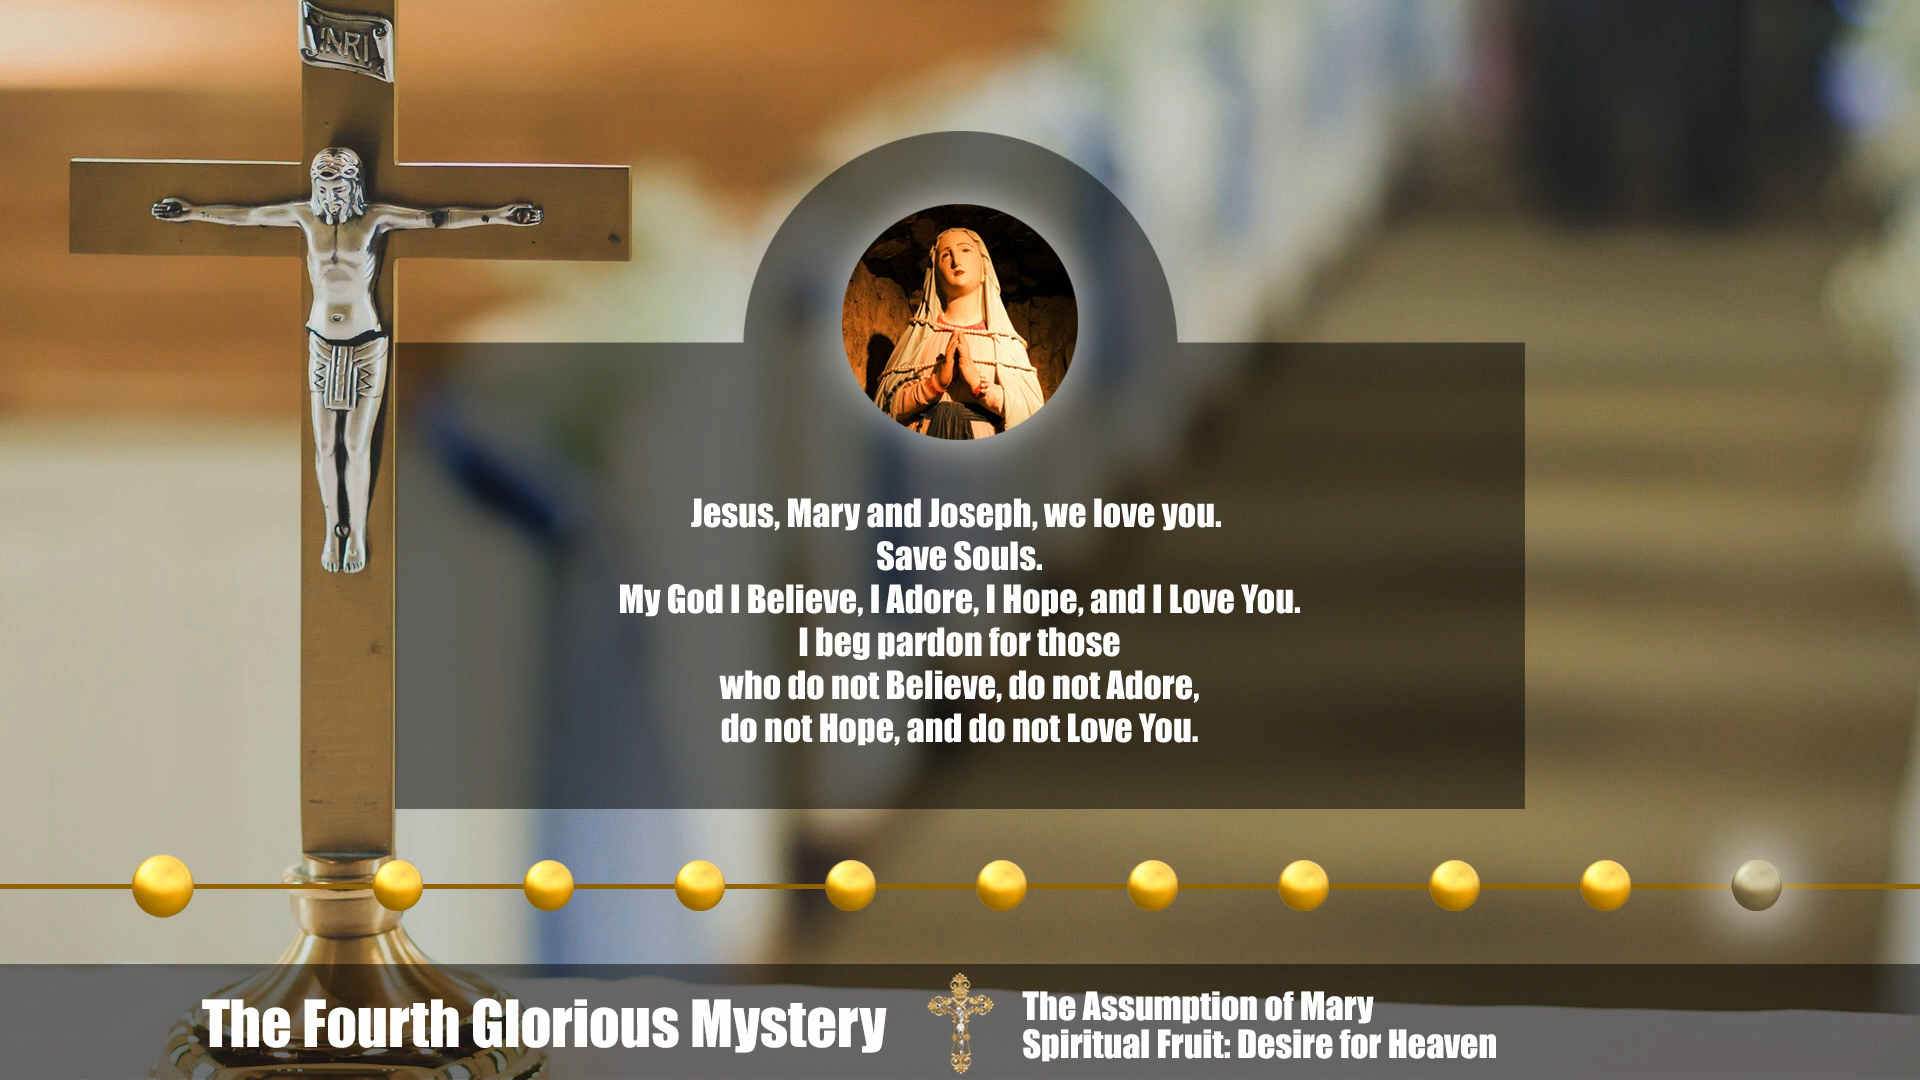 INRI
Jesus, Mary and Joseph, we love you.
Save Souls.
My God I Believe, I Adore, I Hope, and I Love You.
I beg pardon for those
who do not Believe, do not Adore,
do not Hope, and do not Love You.
The Fourth Glorious Mystery
The Assumption of Mary
Spiritual Fruit: Desire for Heaven